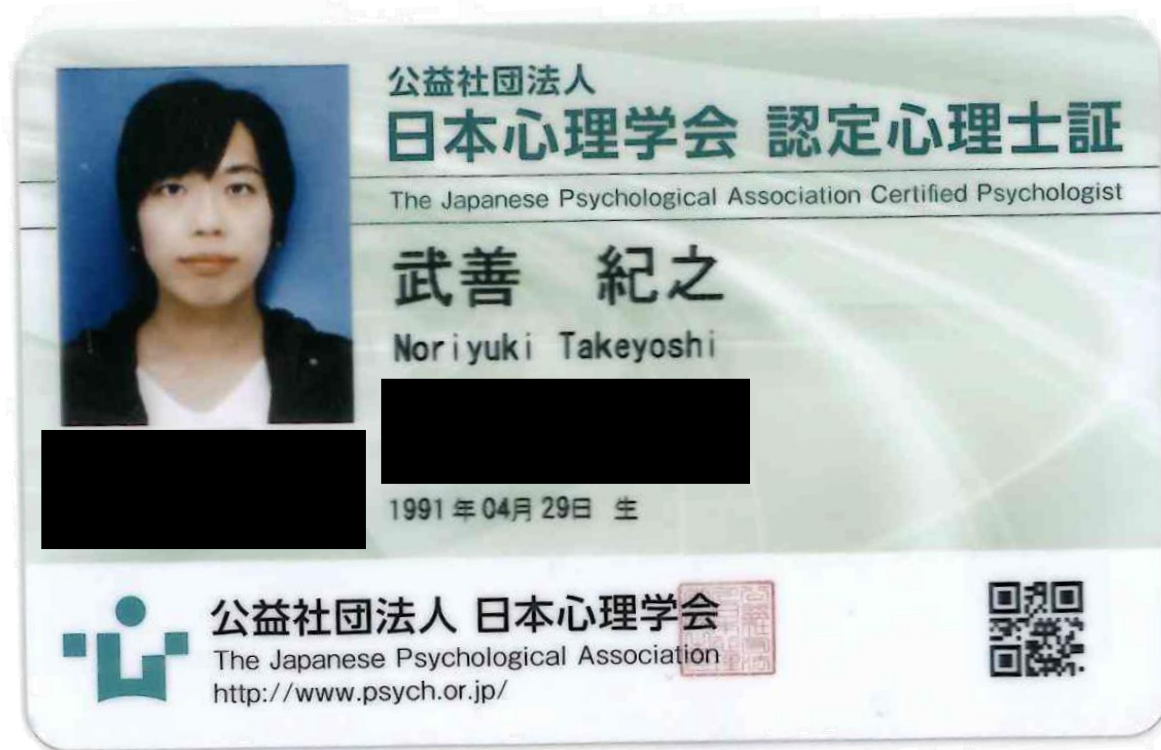 公益社団法人
日本心理学会 認定心理士証
The Japanese Psychological Association Certified Psychologist
武善 紀之
Noriyuki Takeyoshi
1991年04月29日 生
公益社団法人 日本心理学会
The Japanese Psychological Association
http://www.psych.or.jp/